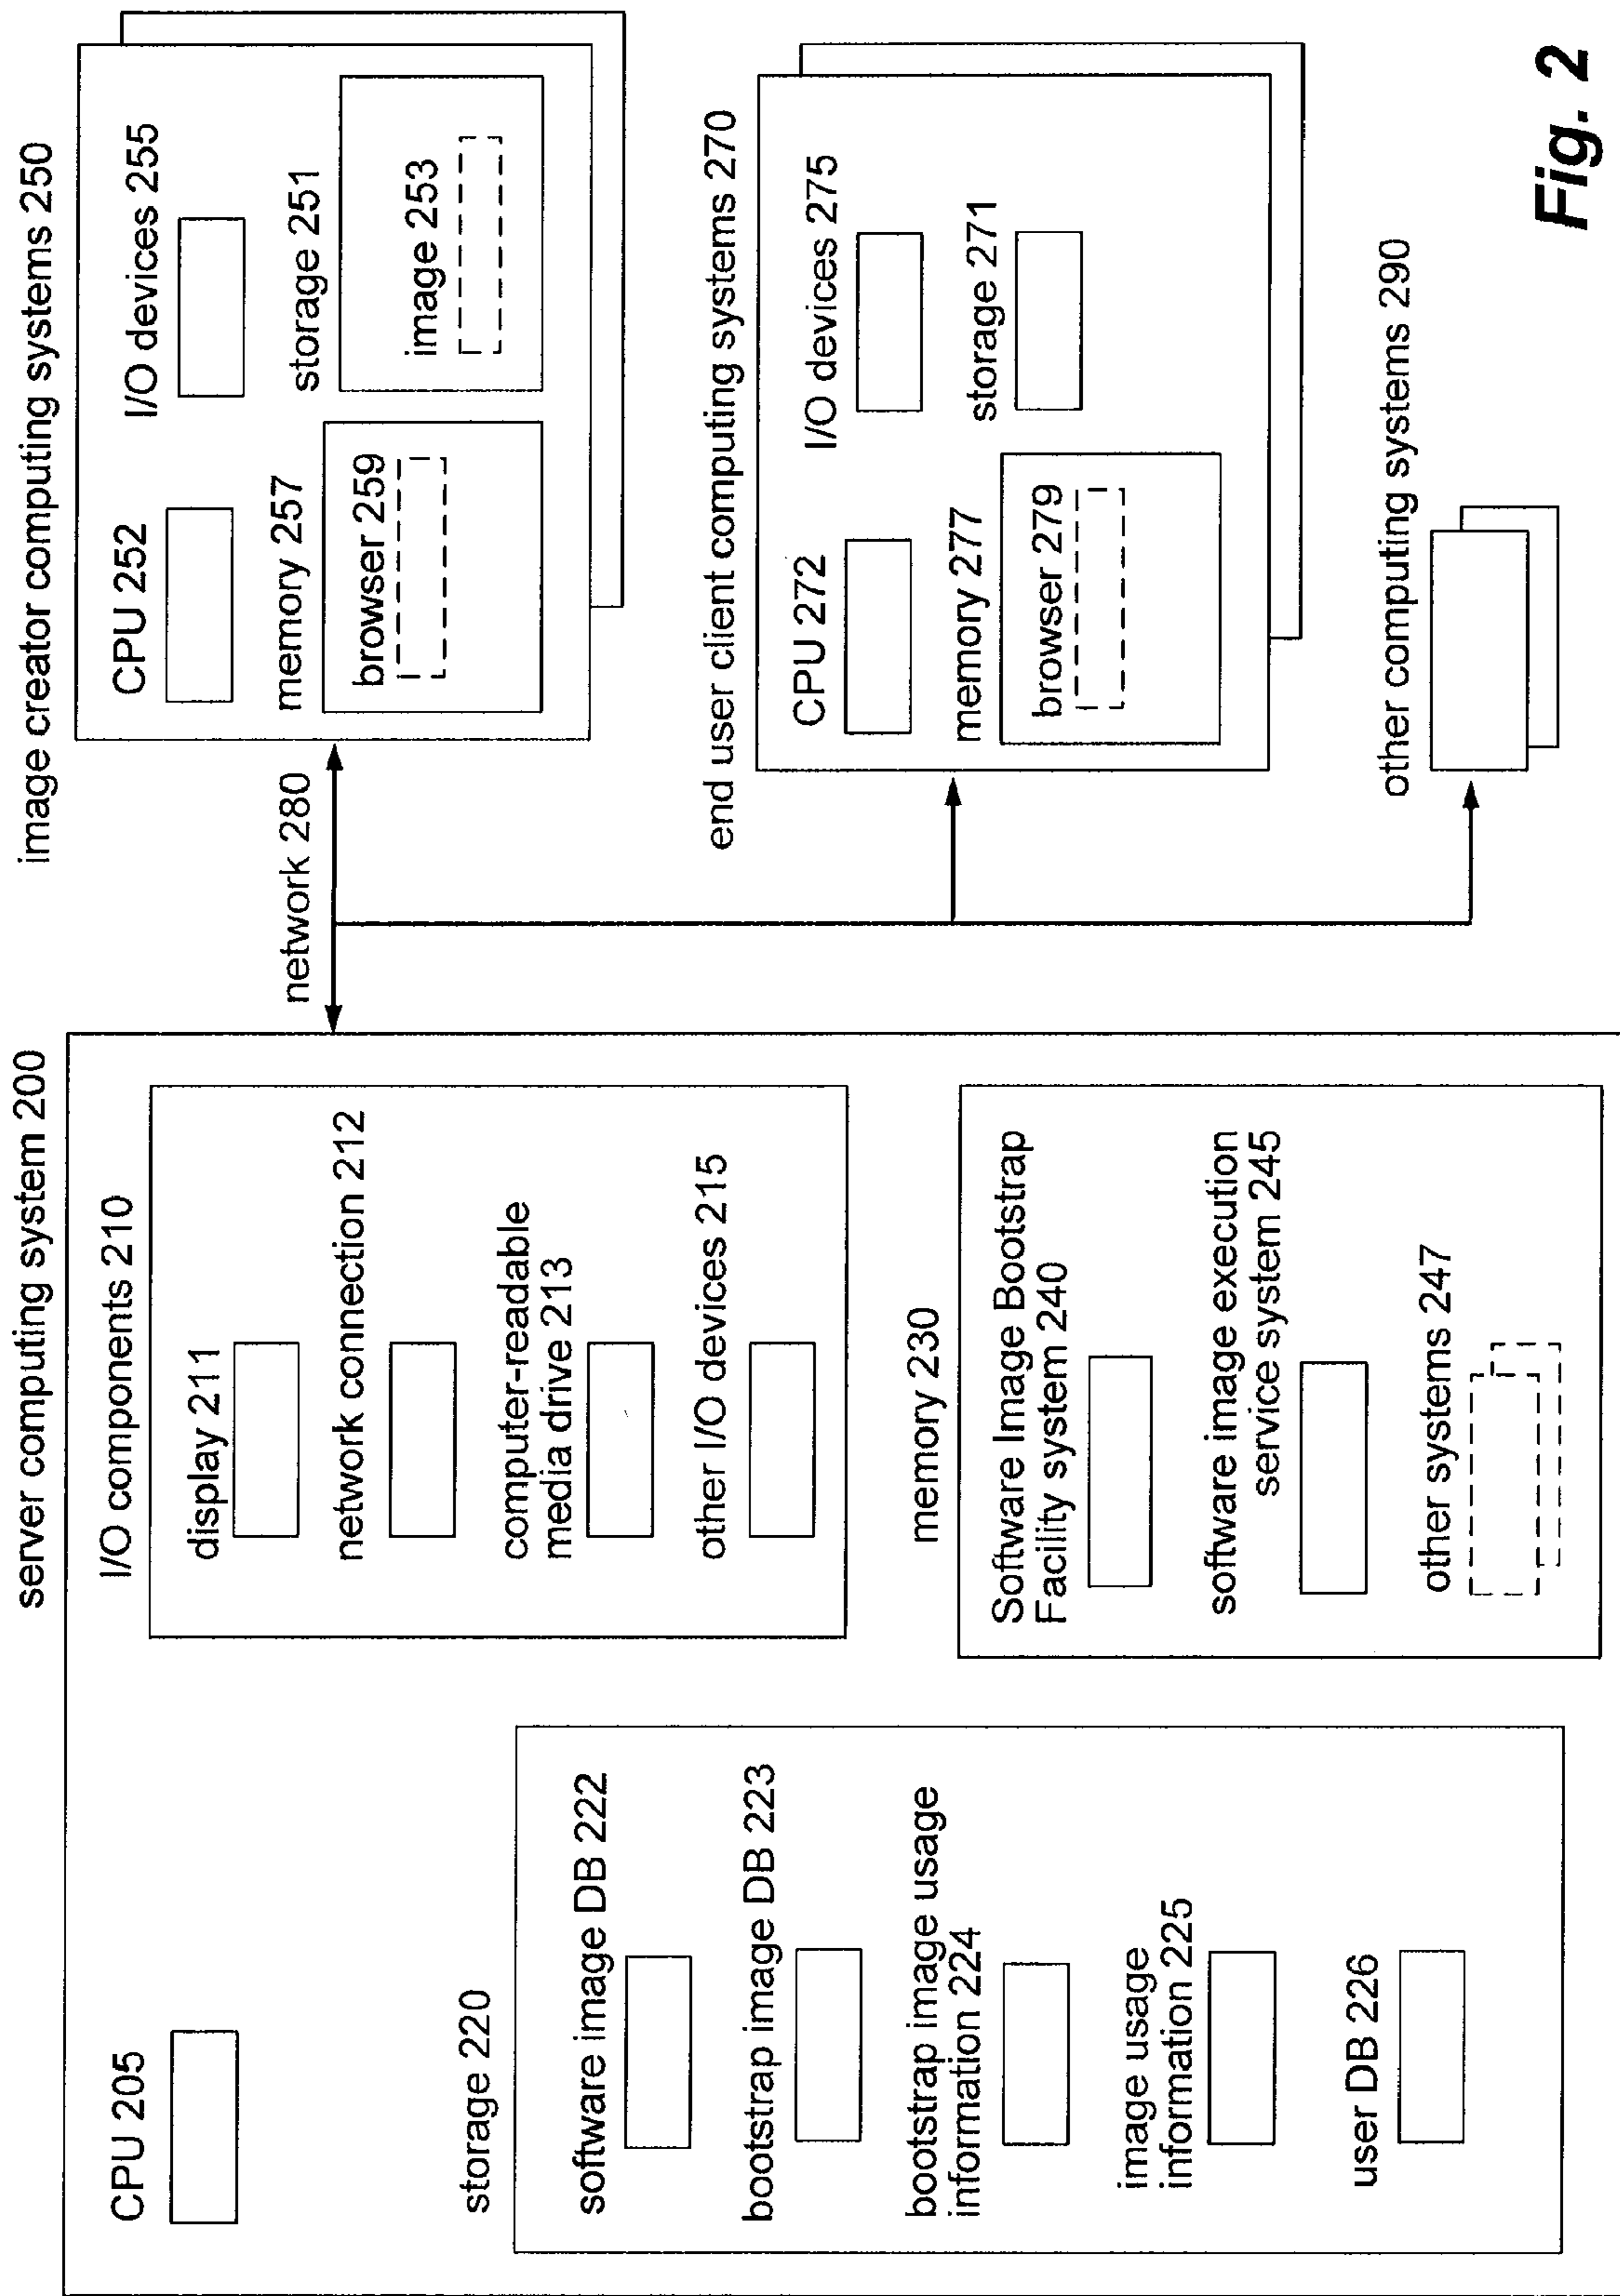 server computing system 200
CPU 205
I/O components 210
display 211
network connection 212
computer-readable
media drive 213
other I/O devices 215
storage 220
software image DB 222
bootstrap image DB 223
bootstrap image usage
information 224
image usage
information 225
user DB 226
memory 230
Software Image Bootstrap
Facility system 240
software image execution
service system 245
other systems 247
network 280
image creator computing systems 250
CPU 252
I/O devices 255
memory 257
browser 259
storage 251
image 253
end user client computing systems 270
CPU 272
I/O devices 275
memory 277
browser 279
storage 271
other computing systems 290
Fig. 2